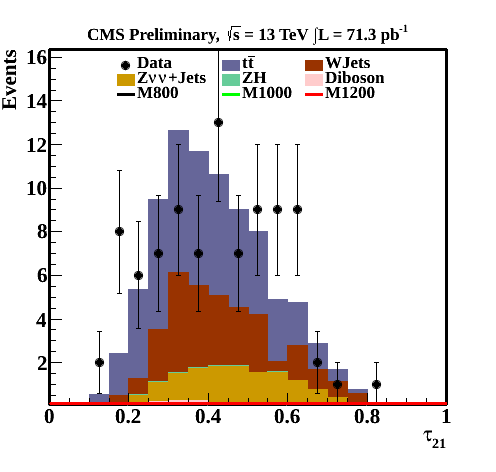 CMS Preliminary, √s = 13 TeV ∫L = 71.3 pb⁻¹
Events
Data tt̄ WJets
Zνν+Jets ZH Diboson
M800 M1000 M1200
16
14
12
10
8
6
4
2
0 0.2 0.4 0.6 0.8 1
τ₂₁